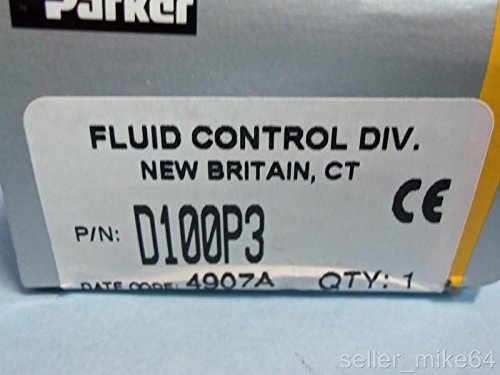 Parker
FLUID CONTROL DIV.
NEW BRITAIN, CT
CE
P/N: D100P3
DATE CODE: 4907A QTY: 1
seller_mike64